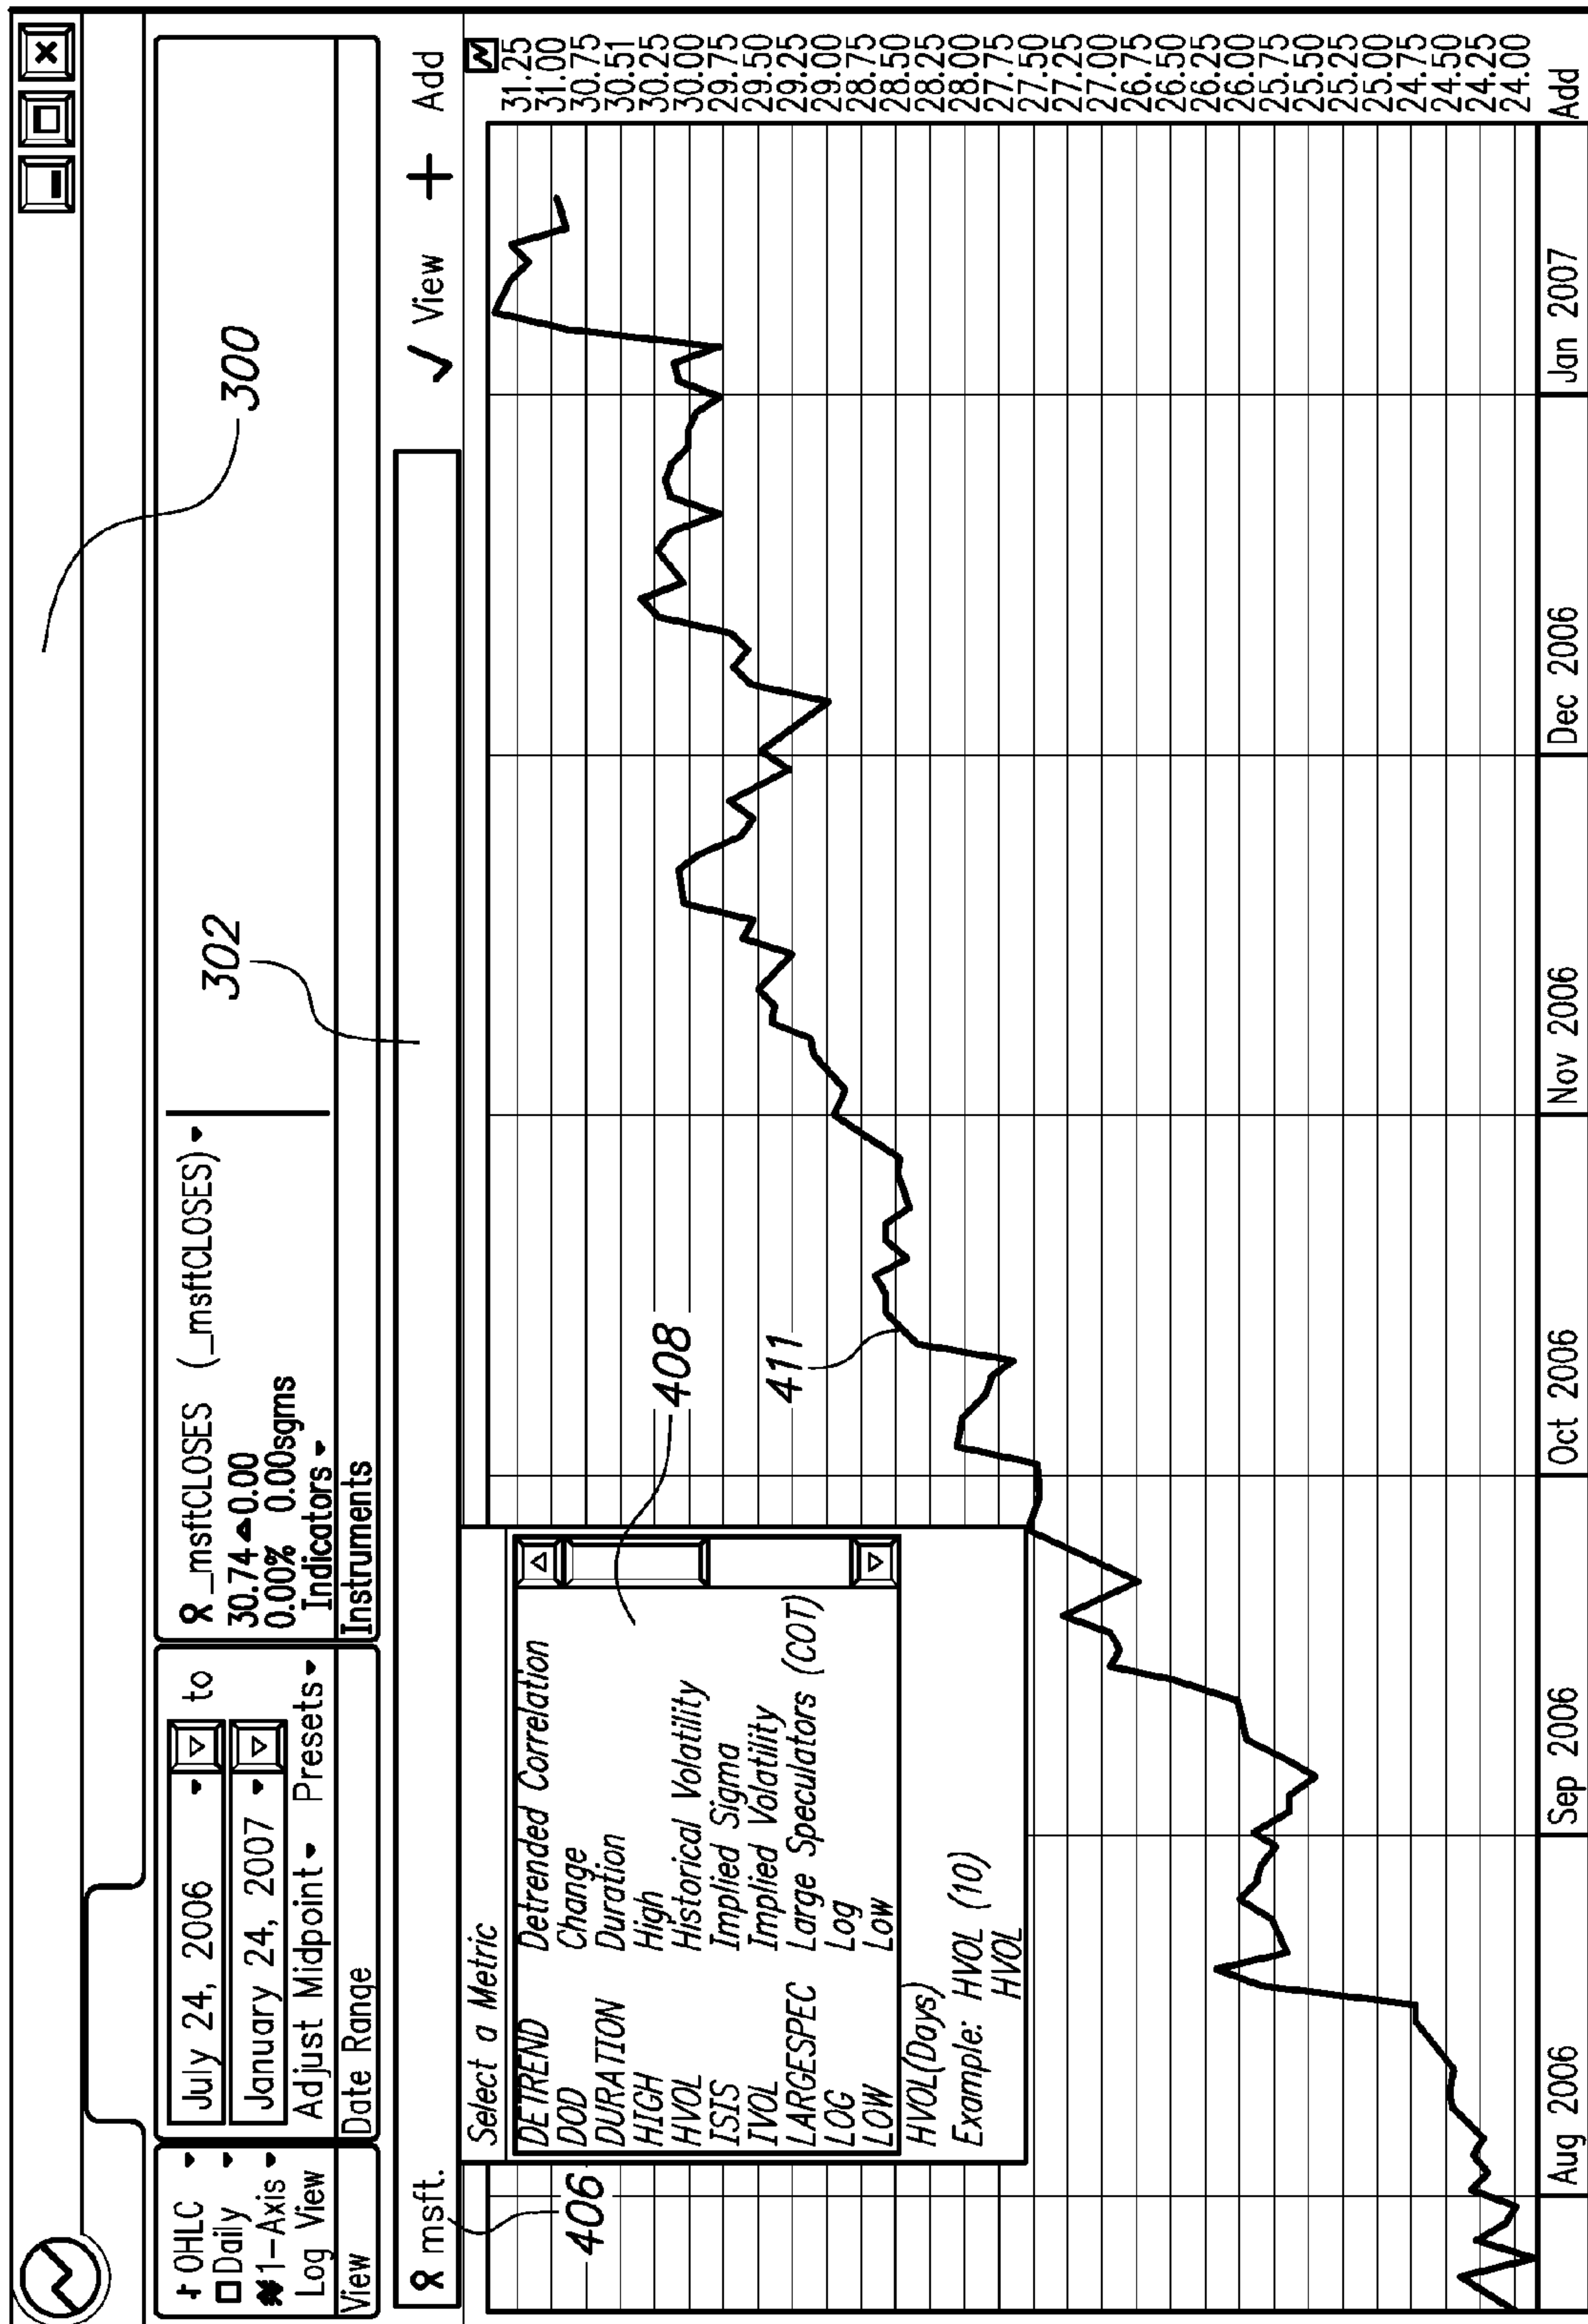 300
OHLC
Daily
1-Axis
Log View
View
July 24, 2006 to
January 24, 2007
Adjust Midpoint Presets
Date Range
_msftCLOSES (_msftCLOSES)
30.74 0.00
0.00% 0.00sgms
Indicators
Instruments
302
msft.
View + Add
406
Select a Metric
DETREND Detrended Correlation
DOD Change
DURATION Duration
HIGH High
HVOL Historical Volatility
ISIS Implied Sigma
IVOL Implied Volatility
LARGESPEC Large Speculators (COT)
LOG Log
LOW Low
HVOL(Days)
Example: HVOL (10)
HVOL
408
411
31.25
31.00
30.75
30.51
30.25
30.00
29.75
29.50
29.25
29.00
28.75
28.50
28.25
28.00
27.75
27.50
27.25
27.00
26.75
26.50
26.25
26.00
25.75
25.50
25.25
25.00
24.75
24.50
24.25
24.00
Aug 2006 Sep 2006 Oct 2006 Nov 2006 Dec 2006 Jan 2007 Add